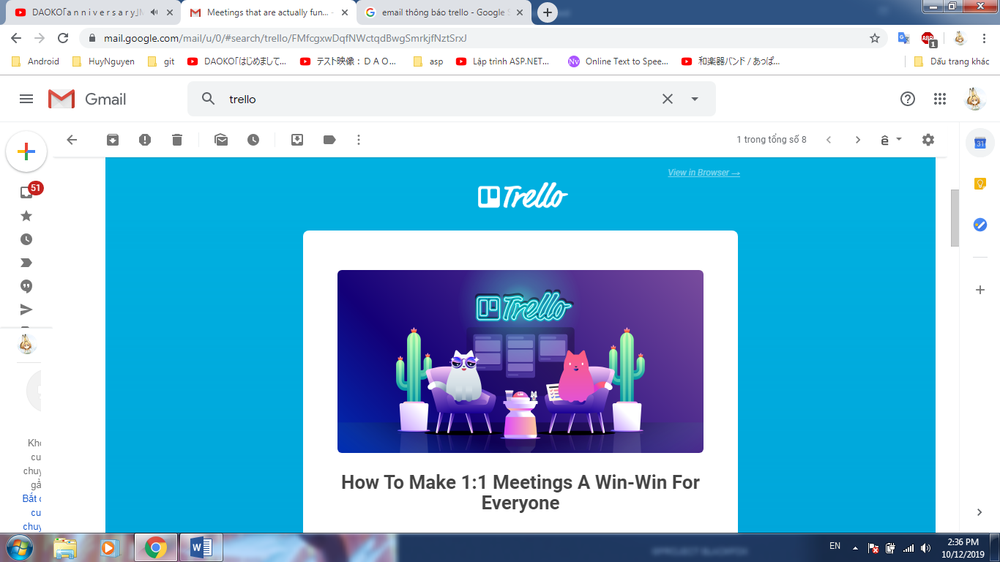 DAOKO「a n n i v e r s a r y」M
Meetings that are actually fun... -
email thông báo trello - Google S
mail.google.com/mail/u/0/#search/trello/FMfcgxwDqfNWctqdBwgSmrkjfNztSrxJ
ABP
1
Android
HuyNguyen
git
DAOKO「はじめまして...
テスト映像： D A O...
asp
Lập trình ASP.NET...
Nv
Online Text to Spee...
和楽器バンド / あっぱ...
Dấu trang khác
Gmail
trello
1 trong tổng số 8
ê
31
51
View in Browser →
Trello
Trello
How To Make 1:1 Meetings A Win-Win For
Everyone
Bắt
cu
chuy
EN
2:36 PM
10/12/2019